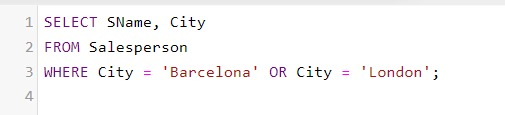 1 SELECT SName, City
2 FROM Salesperson
3 WHERE City = 'Barcelona' OR City = 'London';
4